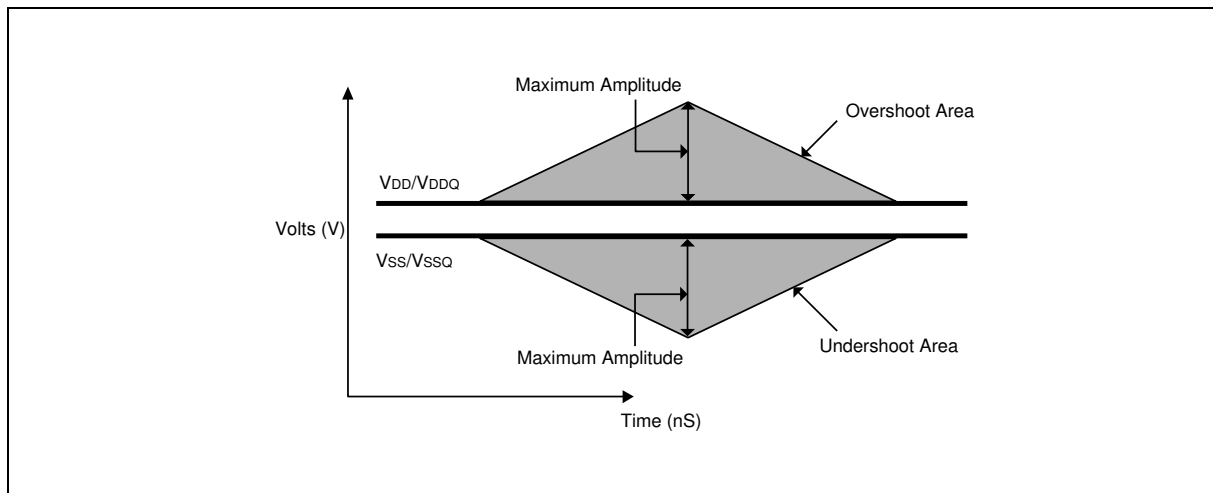 Maximum Amplitude
Overshoot Area
VDD/VDDQ
Volts (V)
VSS/VSSQ
Undershoot Area
Maximum Amplitude
Time (nS)